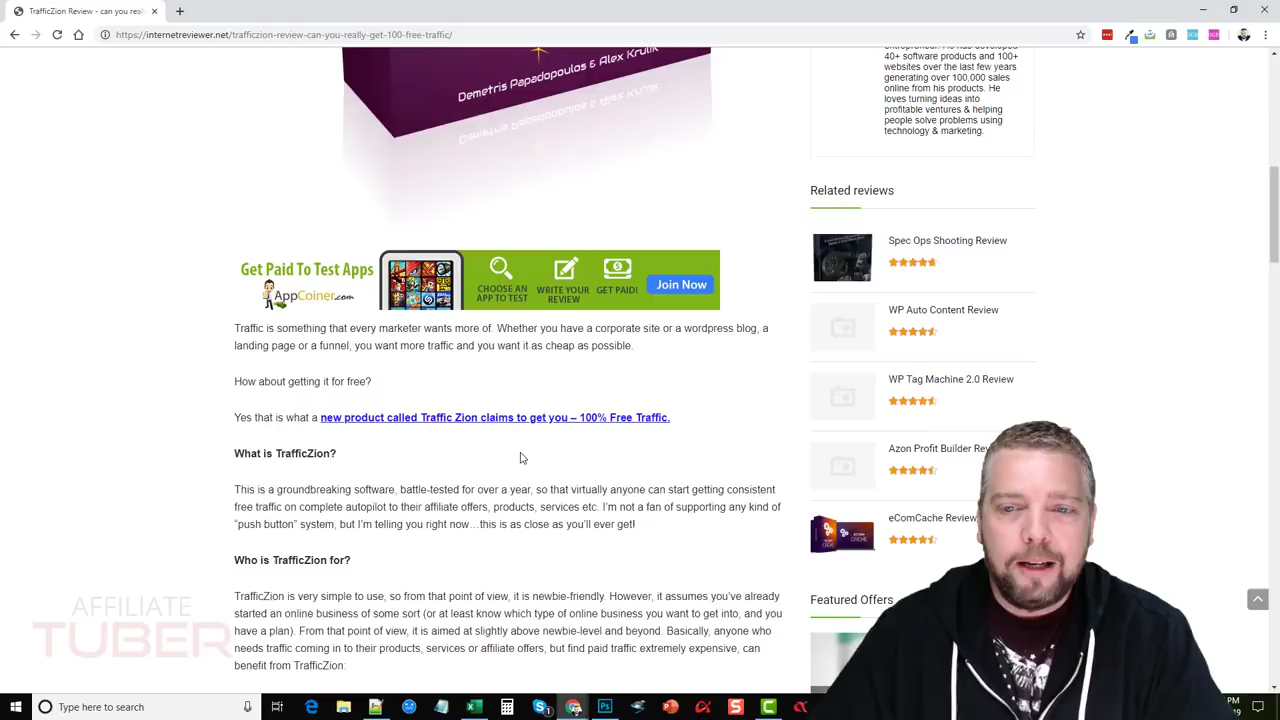 TrafficZion Review - can you real
https://internetreviewer.net/trafficzion-review-can-you-really-get-100-free-traffic/
Demetris Papadopoulos & Alex Krulik
Get Paid To Test Apps
AppCoiner.com
CHOOSE AN
APP TO TEST
WRITE YOUR
REVIEW
GET PAID!
Join Now
Traffic is something that every marketer wants more of. Whether you have a corporate site or a wordpress blog, a
landing page or a funnel, you want more traffic and you want it as cheap as possible.
How about getting it for free?
Yes that is what a new product called Traffic Zion claims to get you – 100% Free Traffic.
What is TrafficZion?
This is a groundbreaking software, battle-tested for over a year, so that virtually anyone can start getting consistent
free traffic on complete autopilot to their affiliate offers, products, services etc. I'm not a fan of supporting any kind of
“push button” system, but I'm telling you right now…this is as close as you'll ever get!
Who is TrafficZion for?
TrafficZion is very simple to use, so from that point of view, it is newbie-friendly. However, it assumes you've already
started an online business of some sort (or at least know which type of online business you want to get into, and you
have a plan). From that point of view, it is aimed at slightly above newbie-level and beyond. Basically, anyone who
needs traffic coming in to their products, services or affiliate offers, but find paid traffic extremely expensive, can
benefit from TrafficZion:
entrepreneur. He has developed
40+ software products and 100+
websites over the last few years
generating over 100,000 sales
online from his products. He
loves turning ideas into
profitable ventures & helping
people solve problems using
technology & marketing.
Related reviews
Spec Ops Shooting Review
WP Auto Content Review
WP Tag Machine 2.0 Review
Azon Profit Builder Rev
eComCache Review
Featured Offers
AFFILIATE
TUBER
Type here to search
PM
19